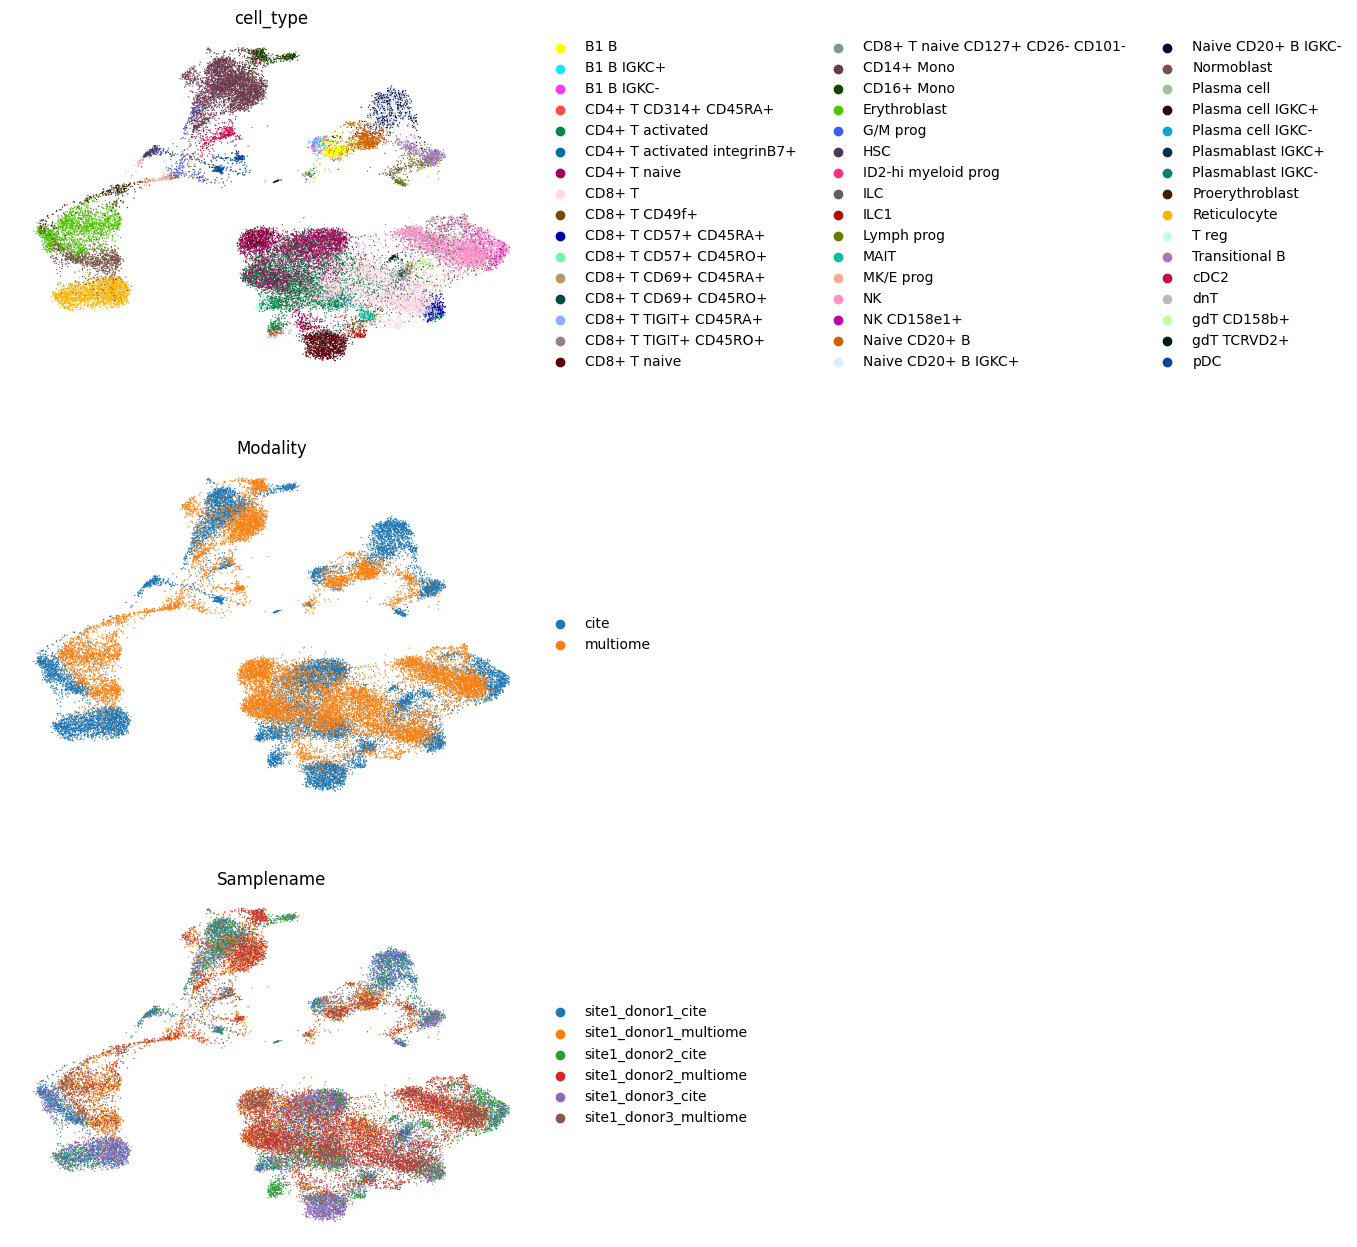 cell_type
B1 B
B1 B IGKC+
B1 B IGKC-
CD4+ T CD314+ CD45RA+
CD4+ T activated
CD4+ T activated integrinB7+
CD4+ T naive
CD8+ T
CD8+ T CD49f+
CD8+ T CD57+ CD45RA+
CD8+ T CD57+ CD45RO+
CD8+ T CD69+ CD45RA+
CD8+ T CD69+ CD45RO+
CD8+ T TIGIT+ CD45RA+
CD8+ T TIGIT+ CD45RO+
CD8+ T naive
CD8+ T naive CD127+ CD26- CD101-
CD14+ Mono
CD16+ Mono
Erythroblast
G/M prog
HSC
ID2-hi myeloid prog
ILC
ILC1
Lymph prog
MAIT
MK/E prog
NK
NK CD158e1+
Naive CD20+ B
Naive CD20+ B IGKC+
Naive CD20+ B IGKC-
Normoblast
Plasma cell
Plasma cell IGKC+
Plasma cell IGKC-
Plasmablast IGKC+
Plasmablast IGKC-
Proerythroblast
Reticulocyte
T reg
Transitional B
cDC2
dnT
gdT CD158b+
gdT TCRVD2+
pDC
Modality
cite
multiome
Samplename
site1_donor1_cite
site1_donor1_multiome
site1_donor2_cite
site1_donor2_multiome
site1_donor3_cite
site1_donor3_multiome